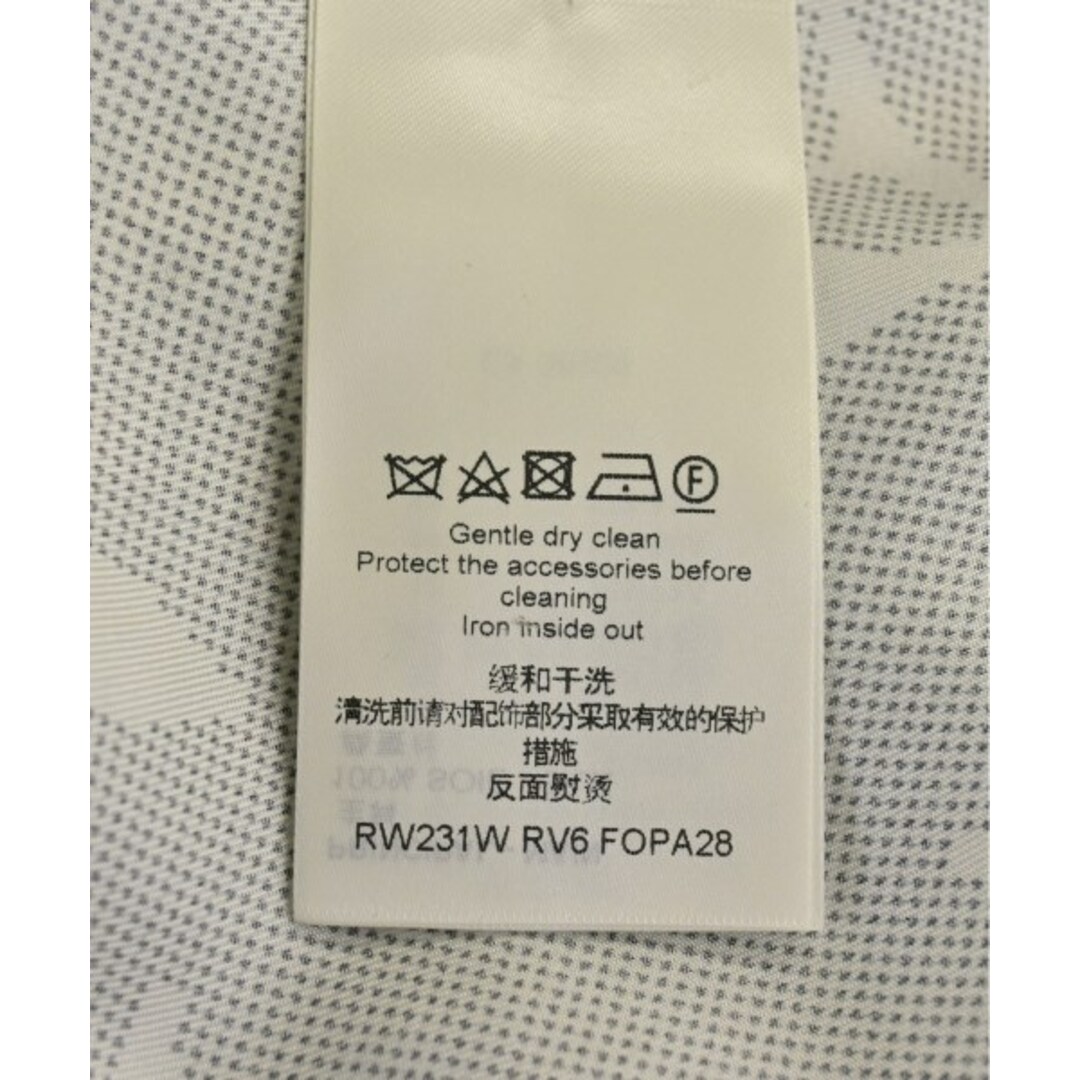 F
Gentle dry clean
Protect the accessories before
cleaning
Iron inside out
缓和干洗
清洗前请对配饰部分采取有效的保护
措施
反面熨烫
RW231W RV6 FOPA28